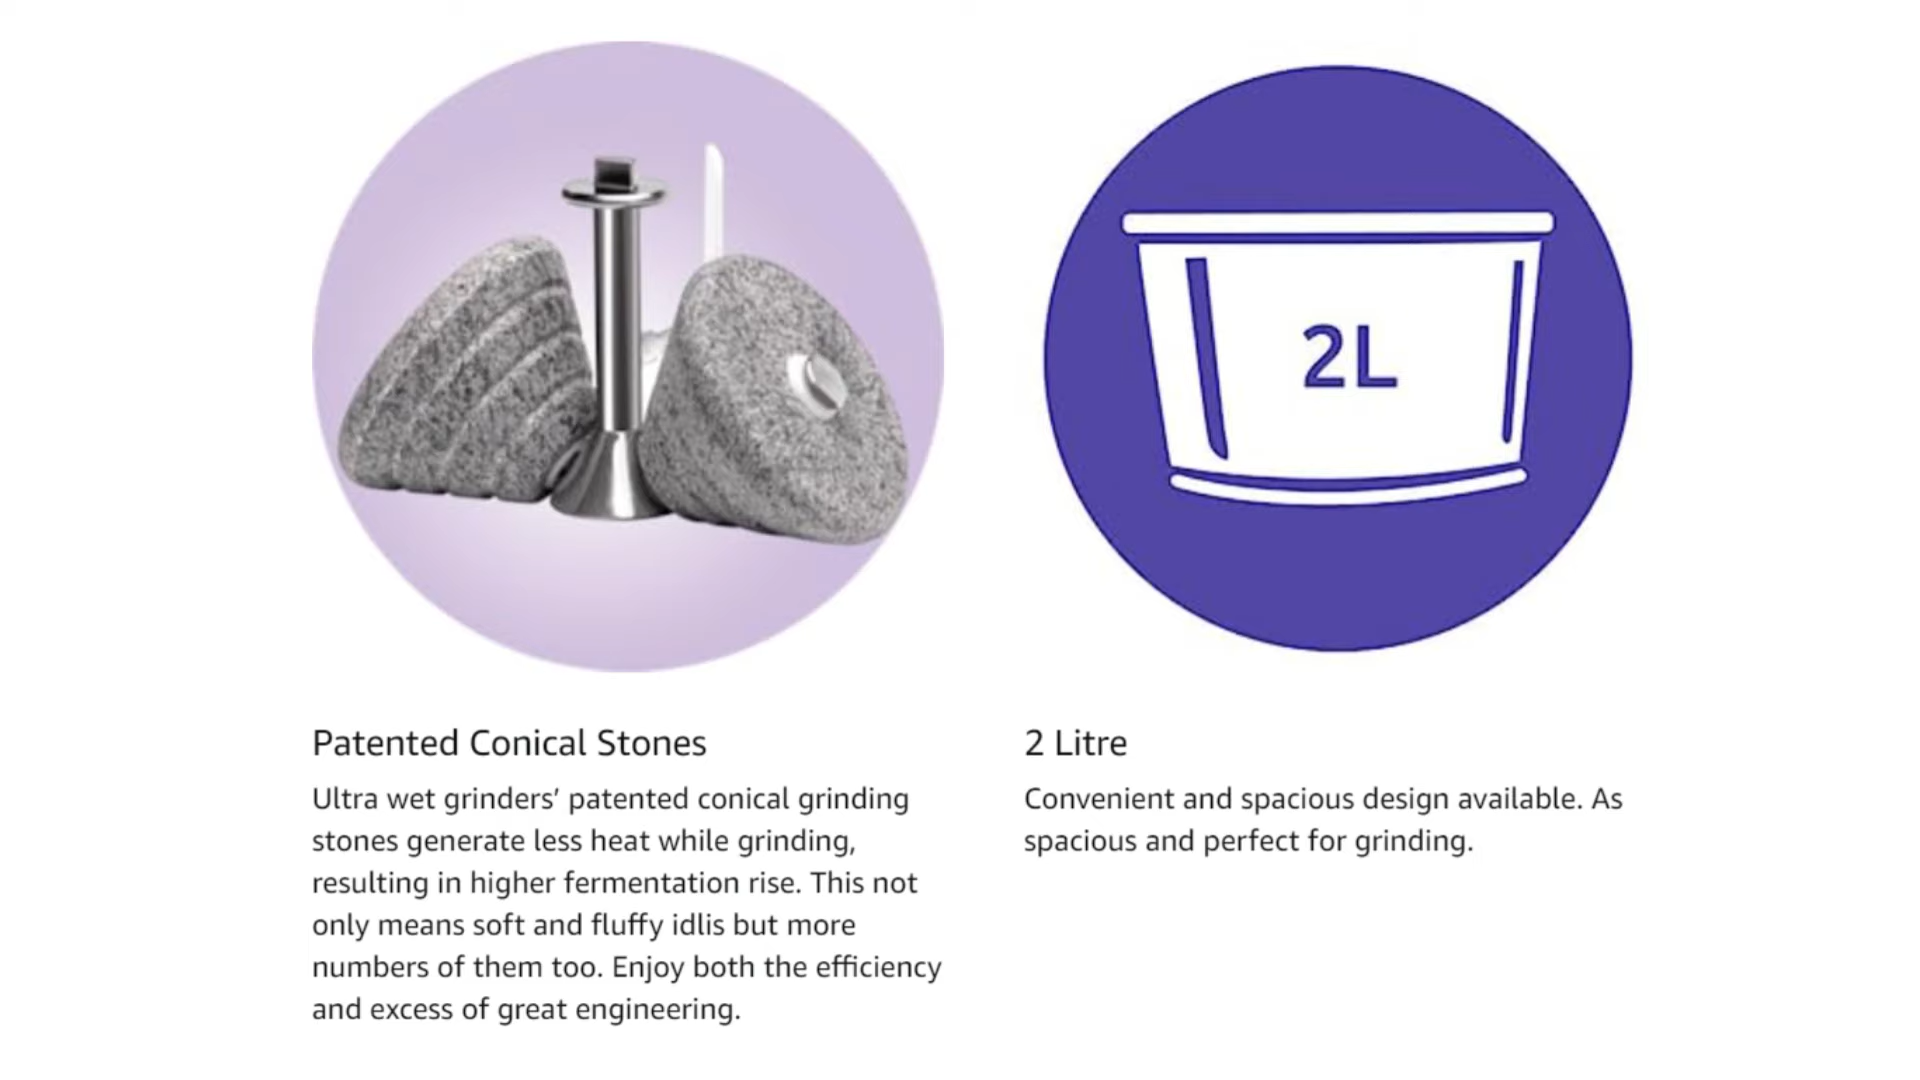 2L
Patented Conical Stones
Ultra wet grinders’ patented conical grinding
stones generate less heat while grinding,
resulting in higher fermentation rise. This not
only means soft and fluffy idlis but more
numbers of them too. Enjoy both the efficiency
and excess of great engineering.
2 Litre
Convenient and spacious design available. As
spacious and perfect for grinding.